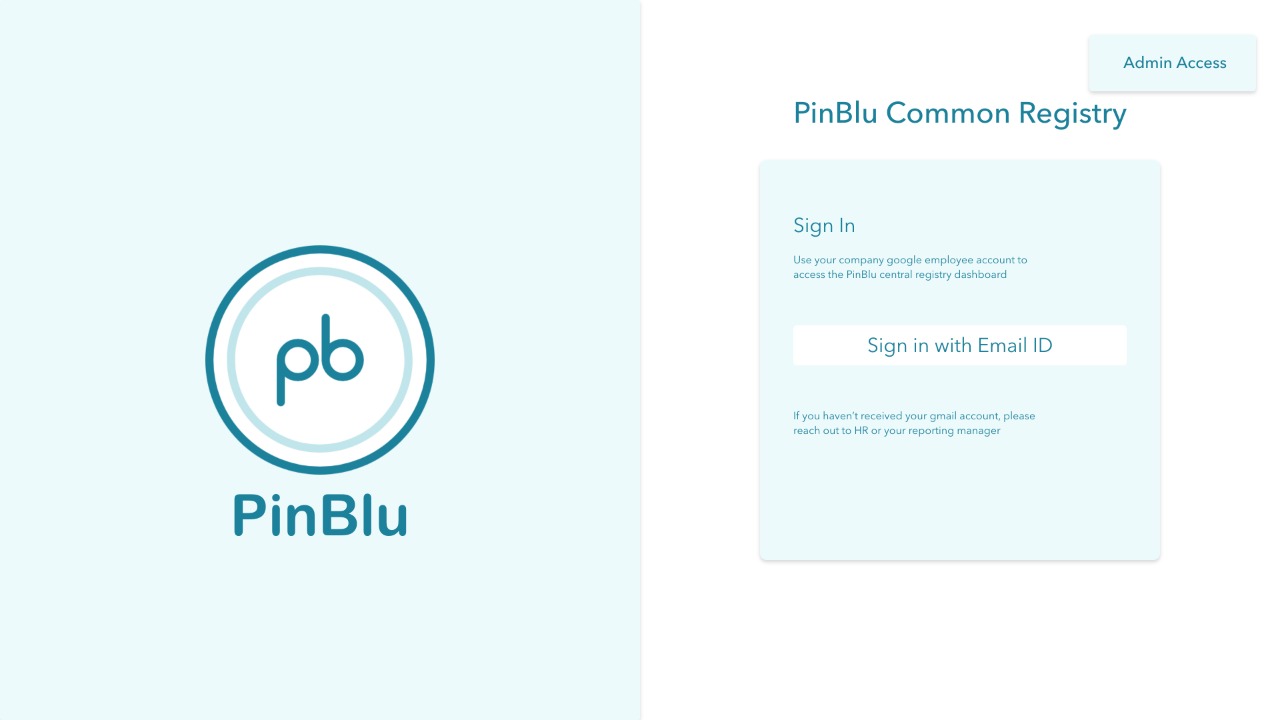 pb
PinBlu
Admin Access
PinBlu Common Registry
Sign In
Use your company google employee account to
access the PinBlu central registry dashboard
Sign in with Email ID
If you haven't received your gmail account, please
reach out to HR or your reporting manager